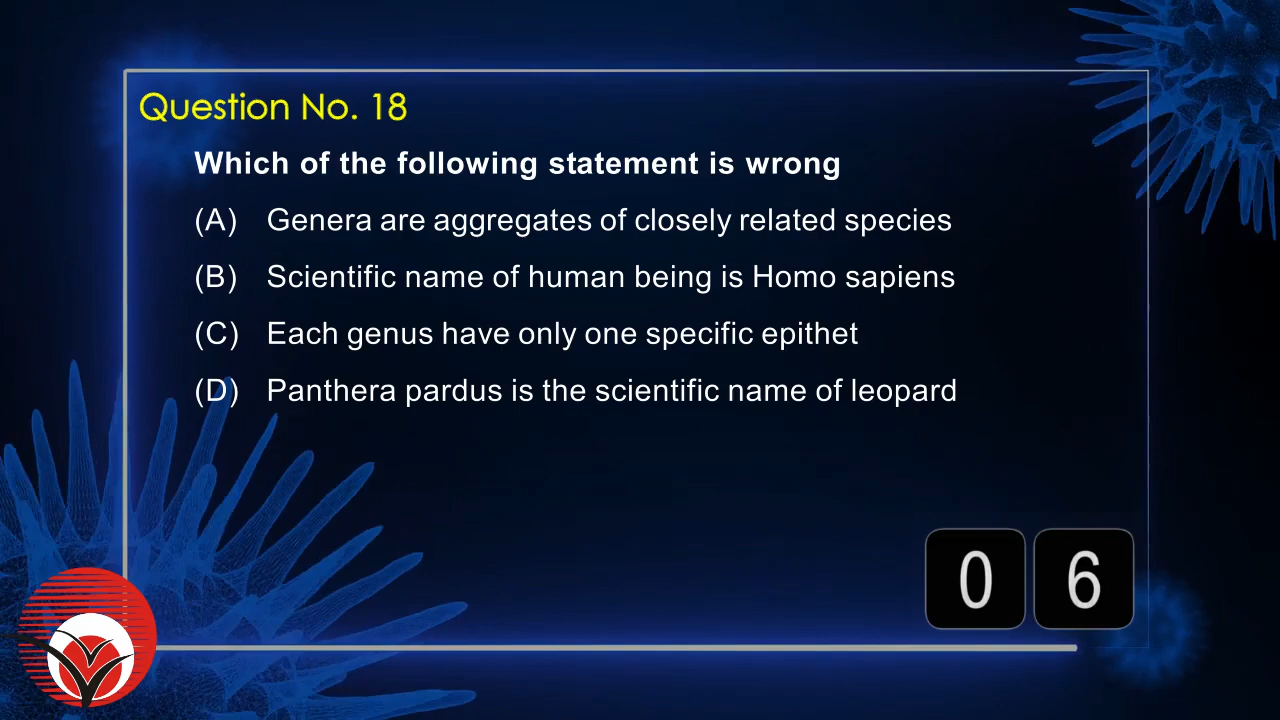 Question No. 18
Which of the following statement is wrong
(A) Genera are aggregates of closely related species
(B) Scientific name of human being is Homo sapiens
(C) Each genus have only one specific epithet
(D) Panthera pardus is the scientific name of leopard
0 6